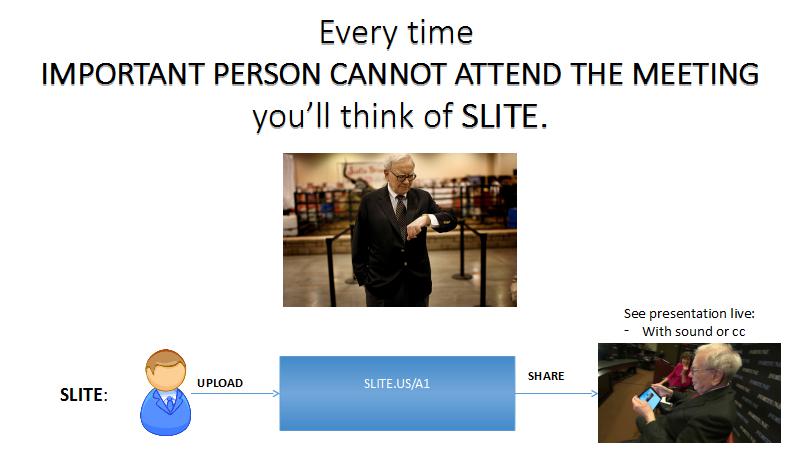 Every time
IMPORTANT PERSON CANNOT ATTEND THE MEETING
you'll think of SLITE.
See presentation live:
- With sound or cc
SLITE:
UPLOAD
SLITE.US/A1
SHARE